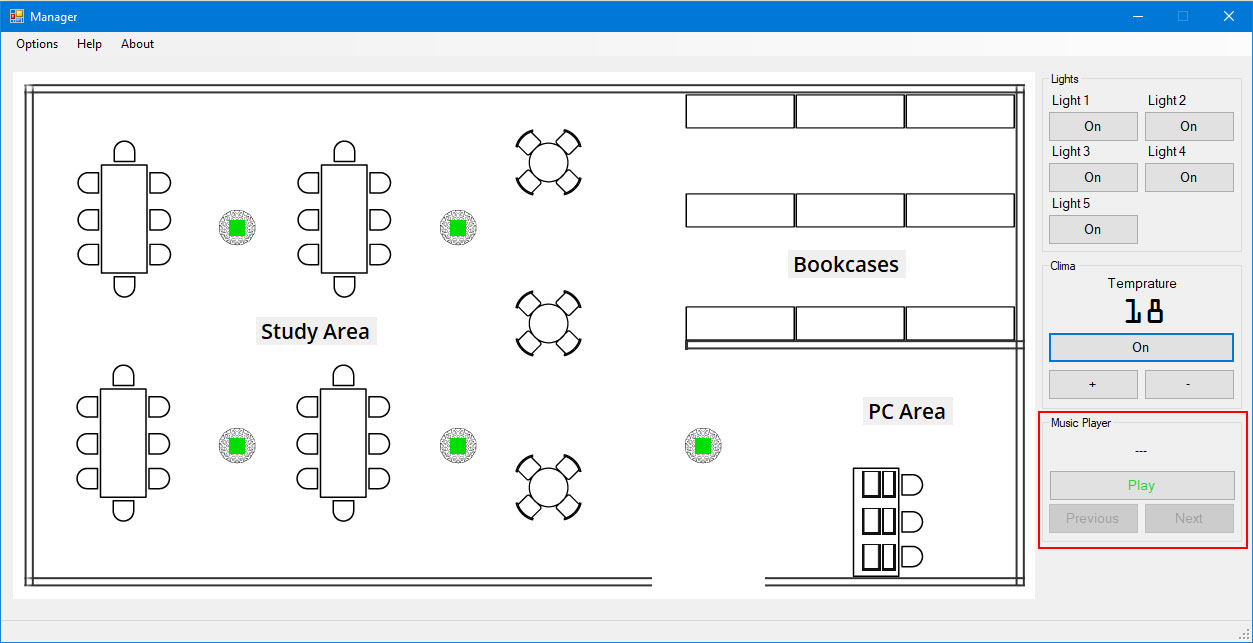 Manager
Options Help About
Study Area
Bookcases
PC Area
Lights
Light 1 Light 2
On On
Light 3 Light 4
On On
Light 5
On
Clima
Temprature
18
On
+ -
Music Player
---
Play
Previous Next